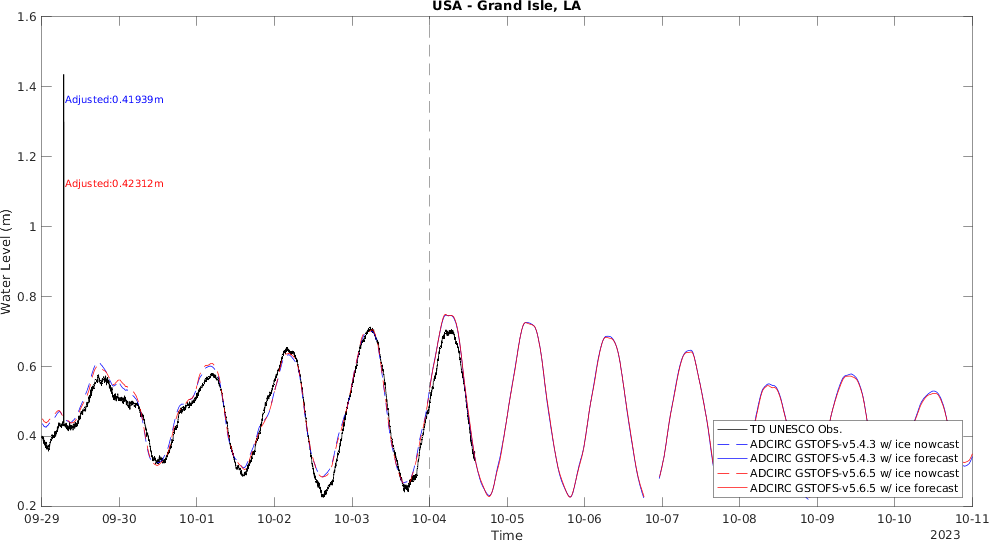 USA - Grand Isle, LA
1.6
1.4
1.2
1
0.8
0.6
0.4
0.2
Water Level (m)
Adjusted:0.41939m
Adjusted:0.42312m
TD UNESCO Obs.
ADCIRC GSTOFS-v5.4.3 w/ ice nowcast
ADCIRC GSTOFS-v5.4.3 w/ ice forecast
ADCIRC GSTOFS-v5.6.5 w/ ice nowcast
ADCIRC GSTOFS-v5.6.5 w/ ice forecast
09-29 09-30 10-01 10-02 10-03 10-04 10-05 10-06 10-07 10-08 10-09 10-10 10-11
Time
2023